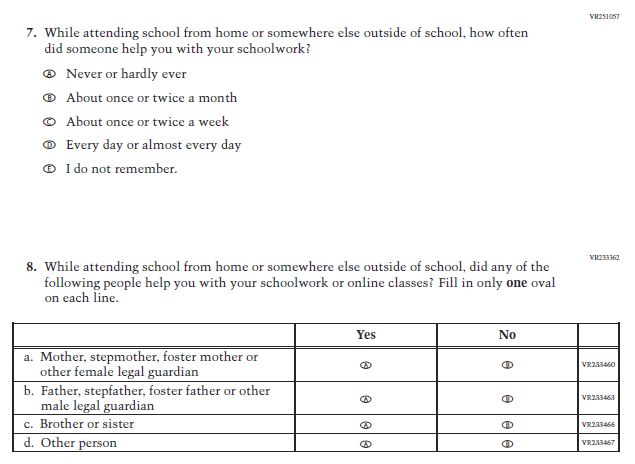 VR251057
7. While attending school from home or somewhere else outside of school, how often
did someone help you with your schoolwork?
A Never or hardly ever
B About once or twice a month
C About once or twice a week
D Every day or almost every day
E I do not remember.
VR233362
8. While attending school from home or somewhere else outside of school, did any of the
following people help you with your schoolwork or online classes? Fill in only one oval
on each line.
Yes No
a. Mother, stepmother, foster mother or
other female legal guardian
A B VR233460
b. Father, stepfather, foster father or other
male legal guardian
A B VR233463
c. Brother or sister A B VR233466
d. Other person A B VR233467